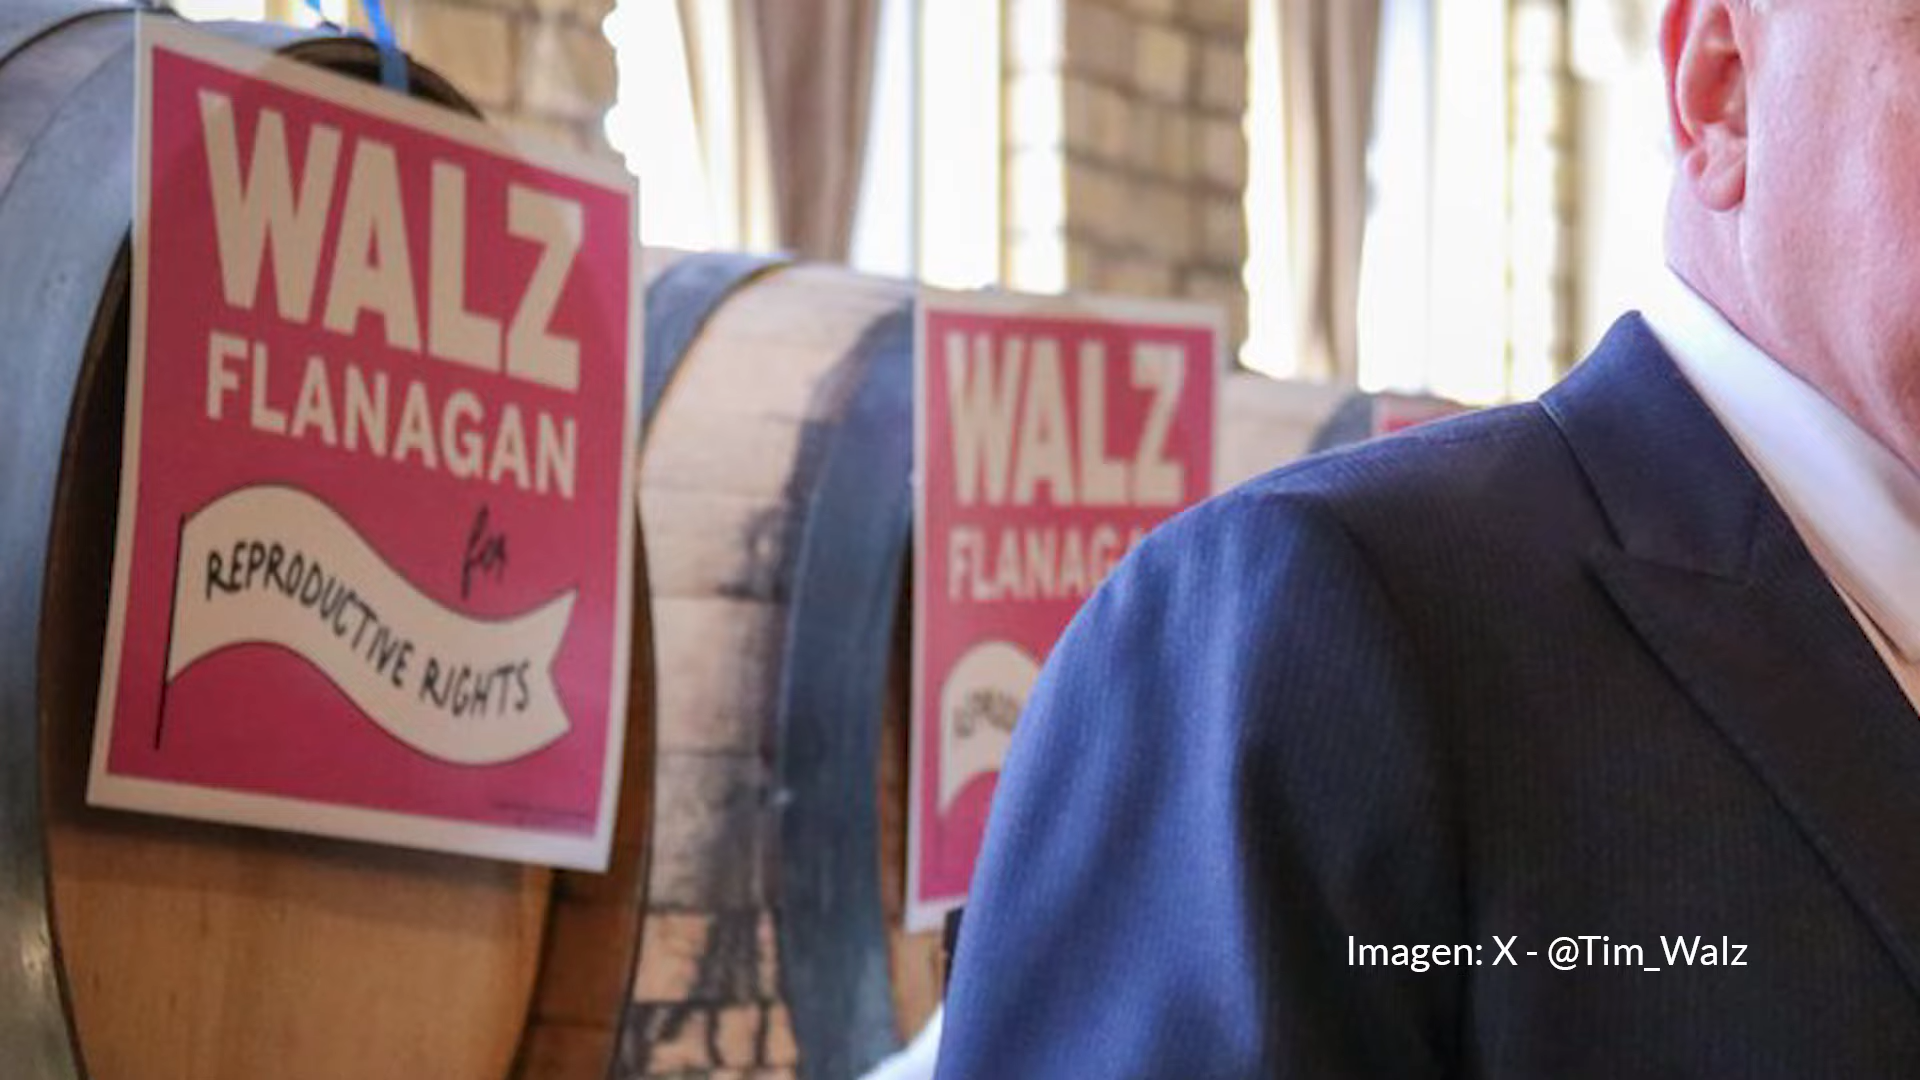 WALZ
FLANAGAN
for
REPRODUCTIVE RIGHTS
WALZ
Imagen: X - @Tim_Walz